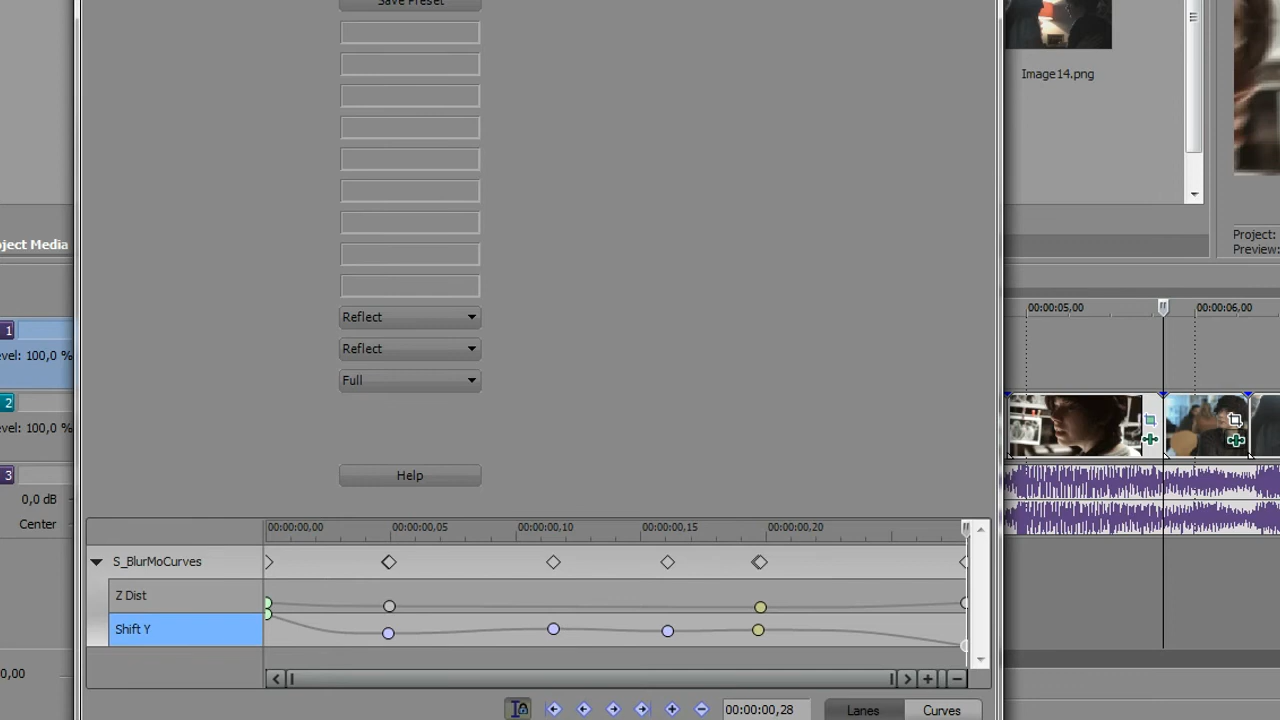 Save Preset
Image14.png
oject Media
Project:
Preview:
1
evel: 100,0 %
2
evel: 100,0 %
3
0,0 dB
Center
,00
00:00:05,00
00:00:06,00
Reflect
Reflect
Full
Help
00:00:00,00
00:00:00,05
00:00:00,10
00:00:00,15
00:00:00,20
S_BlurMoCurves
Z Dist
Shift Y
00:00:00,28
Lanes
Curves